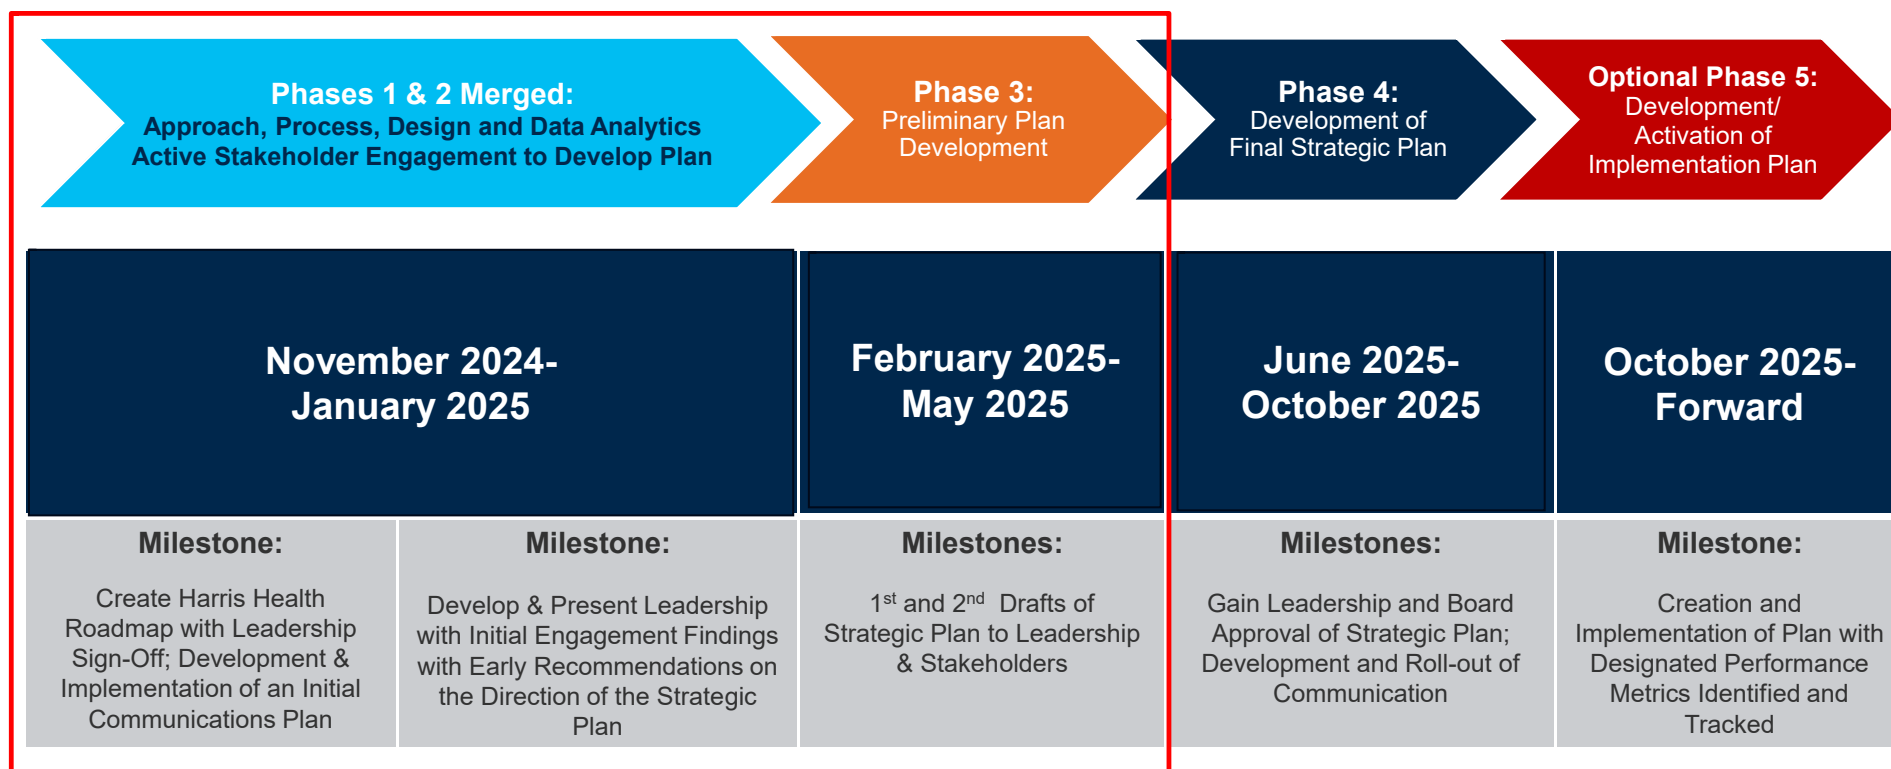 Phases 1 & 2 Merged:
Approach, Process, Design and Data Analytics
Active Stakeholder Engagement to Develop Plan
Phase 3:
Preliminary Plan
Development
Phase 4:
Development of
Final Strategic Plan
Optional Phase 5:
Development/
Activation of
Implementation Plan
November 2024-
January 2025
February 2025-
May 2025
June 2025-
October 2025
October 2025-
Forward
Milestone:
Create Harris Health
Roadmap with Leadership
Sign-Off; Development &
Implementation of an Initial
Communications Plan
Milestone:
Develop & Present Leadership
with Initial Engagement Findings
with Early Recommendations on
the Direction of the Strategic
Plan
Milestones:
1st and 2nd Drafts of
Strategic Plan to Leadership
& Stakeholders
Milestones:
Gain Leadership and Board
Approval of Strategic Plan;
Development and Roll-out of
Communication
Milestone:
Creation and
Implementation of Plan with
Designated Performance
Metrics Identified and
Tracked